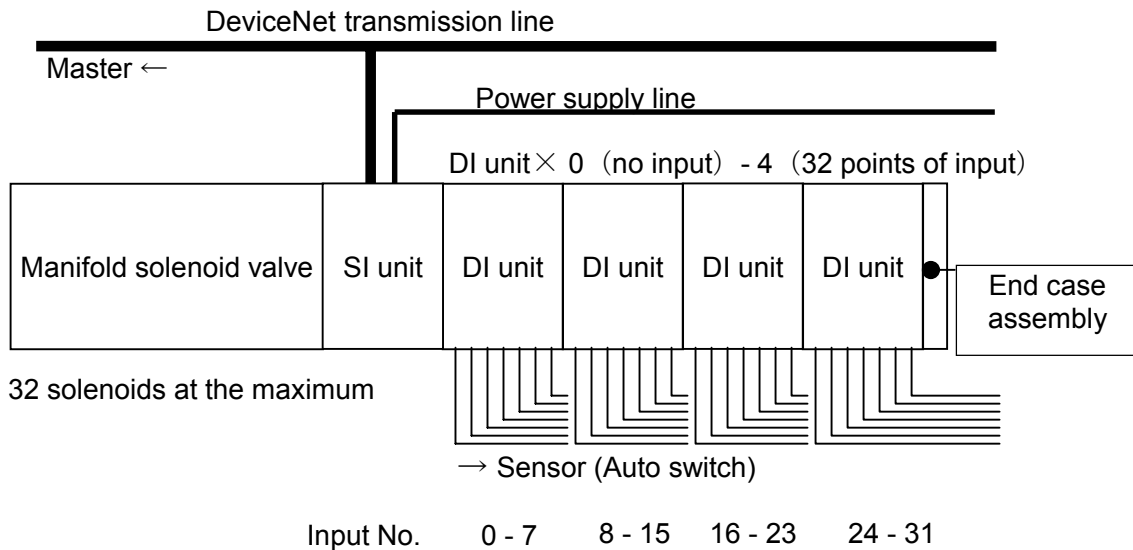 DeviceNet transmission line
Master ←
Power supply line
DI unit× 0（no input）- 4（32 points of input）
Manifold solenoid valve
SI unit
DI unit
DI unit
DI unit
DI unit
End case
assembly
32 solenoids at the maximum
→ Sensor (Auto switch)
Input No. 0 - 7 8 - 15 16 - 23 24 - 31